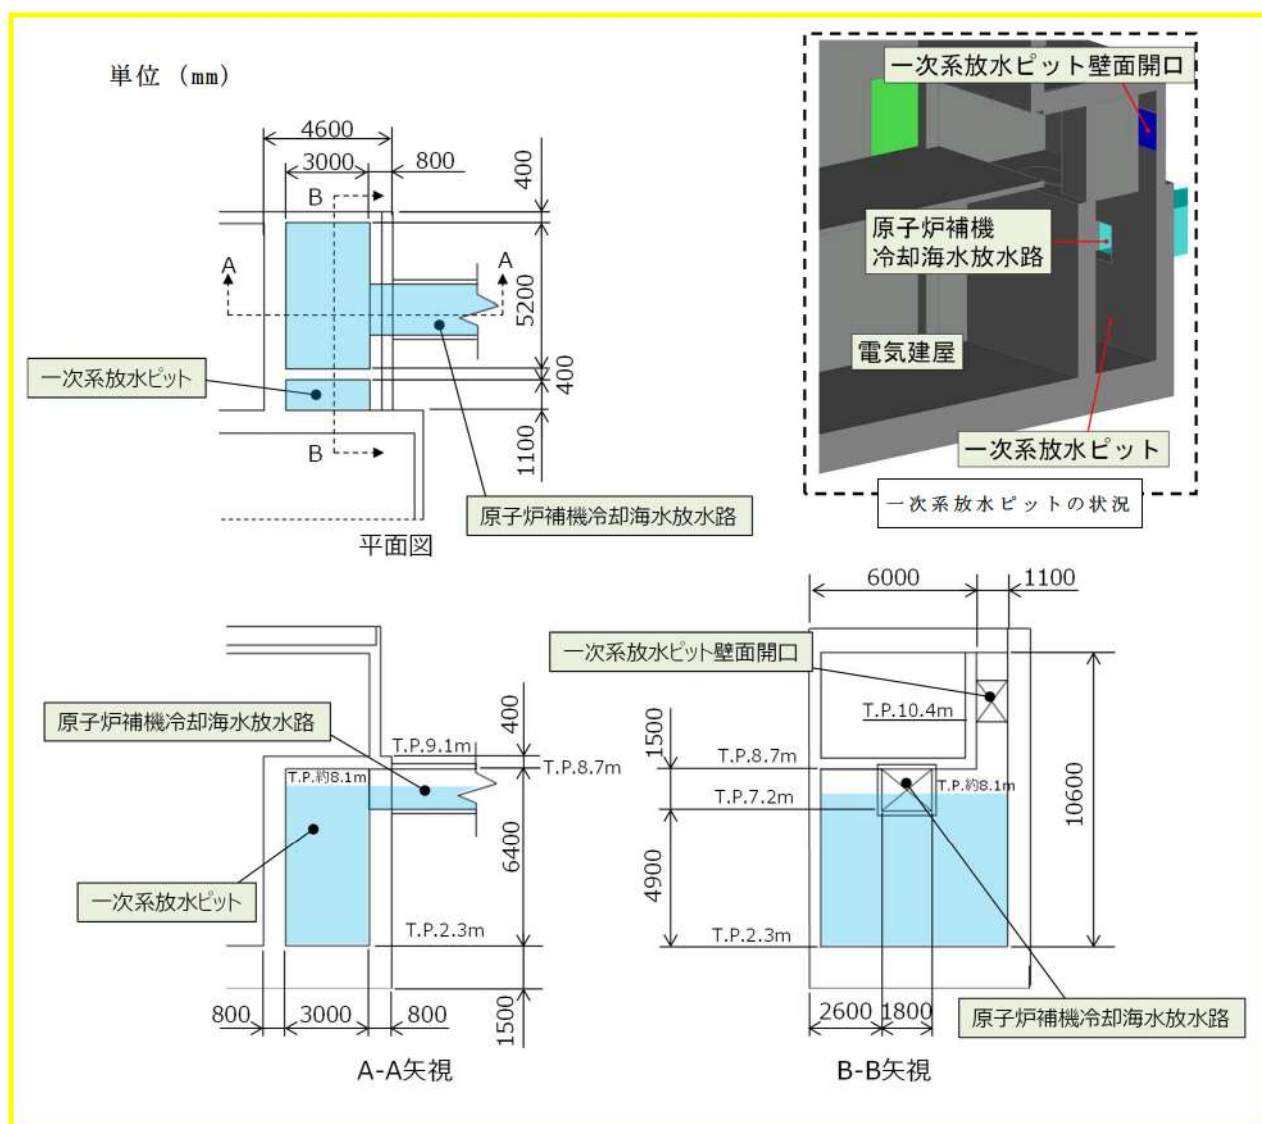 単位 (mm)
4600
3000
800
400
B
A
A
5200
400
1100
B
一次系放水ピット
原子炉補機冷却海水放水路
平面図
一次系放水ピット壁面開口
原子炉補機
冷却海水放水路
電気建屋
一次系放水ピット
一次系放水ピットの状況
原子炉補機冷却海水放水路
T.P.9.1m
400
T.P.8.7m
T.P.約8.1m
6400
一次系放水ピット
T.P.2.3m
800
3000
800
1500
A-A矢視
6000
1100
一次系放水ピット壁面開口
T.P.10.4m
1500
T.P.8.7m
T.P.約8.1m
T.P.7.2m
10600
4900
T.P.2.3m
2600
1800
原子炉補機冷却海水放水路
B-B矢視